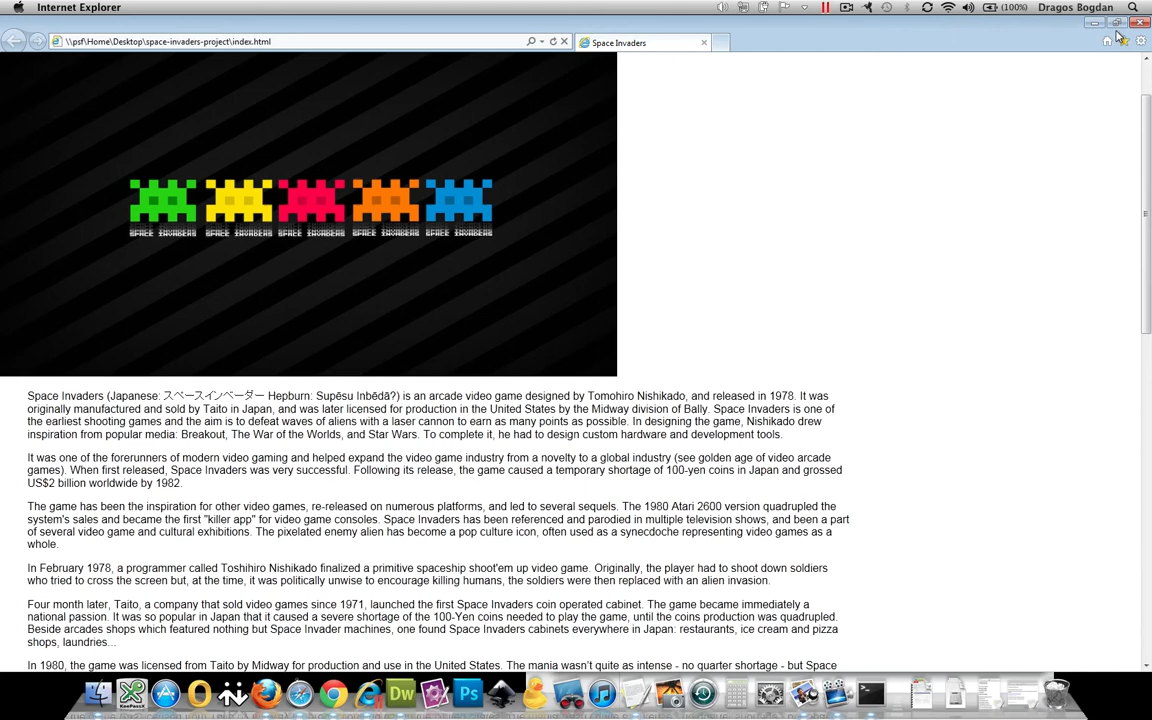 Internet Explorer
(100%)
Dragos Bogdan
\\psf\Home\Desktop\space-invaders-project\index.html
Space Invaders
SPACE INVADERS SPACE INVADERS SPACE INVADERS SPACE INVADERS SPACE INVADERS
Space Invaders (Japanese: スペースインベーダー Hepburn: Supēsu Inbēdā?) is an arcade video game designed by Tomohiro Nishikado, and released in 1978. It was
originally manufactured and sold by Taito in Japan, and was later licensed for production in the United States by the Midway division of Bally. Space Invaders is one of
the earliest shooting games and the aim is to defeat waves of aliens with a laser cannon to earn as many points as possible. In designing the game, Nishikado drew
inspiration from popular media: Breakout, The War of the Worlds, and Star Wars. To complete it, he had to design custom hardware and development tools.
It was one of the forerunners of modern video gaming and helped expand the video game industry from a novelty to a global industry (see golden age of video arcade
games). When first released, Space Invaders was very successful. Following its release, the game caused a temporary shortage of 100-yen coins in Japan and grossed
US$2 billion worldwide by 1982.
The game has been the inspiration for other video games, re-released on numerous platforms, and led to several sequels. The 1980 Atari 2600 version quadrupled the
system's sales and became the first "killer app" for video game consoles. Space Invaders has been referenced and parodied in multiple television shows, and been a part
of several video game and cultural exhibitions. The pixelated enemy alien has become a pop culture icon, often used as a synecdoche representing video games as a
whole.
In February 1978, a programmer called Toshihiro Nishikado finalized a primitive spaceship shoot'em up video game. Originally, the player had to shoot down soldiers
who tried to cross the screen but, at the time, it was politically unwise to encourage killing humans, the soldiers were then replaced with an alien invasion.
Four month later, Taito, a company that sold video games since 1971, launched the first Space Invaders coin operated cabinet. The game became immediately a
national passion. It was so popular in Japan that it caused a severe shortage of the 100-Yen coins needed to play the game, until the coins production was quadrupled.
Beside arcades shops which featured nothing but Space Invader machines, one found Space Invaders cabinets everywhere in Japan: restaurants, ice cream and pizza
shops, laundries...
In 1980, the game was licensed from Taito by Midway for production and use in the United States. The mania wasn't quite as intense - no quarter shortage - but Space
Dw
Ps